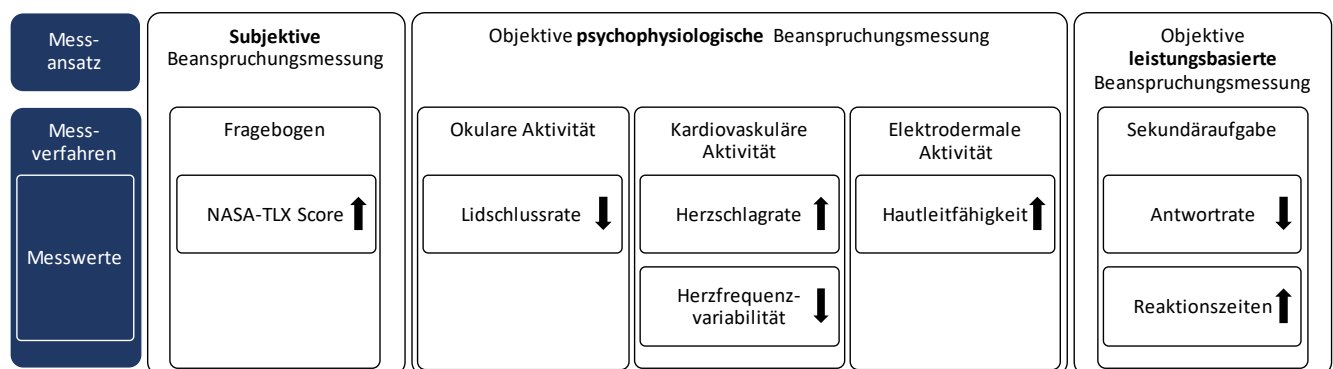 Mess-
ansatz
Subjektive
Beanspruchungsmessung
Objektive psychophysiologische Beanspruchungsmessung
Objektive
leistungsbasierte
Beanspruchungsmessung
Mess-
verfahren
Fragebogen
Okulare Aktivität
Kardiovaskuläre
Aktivität
Elektrodermale
Aktivität
Sekundäraufgabe
Messwerte
NASA-TLX Score
Lidschlussrate
Herzschlagrate
Hautleitfähigkeit
Antwortrate
Herzfrequenz-
variabilität
Reaktionszeiten